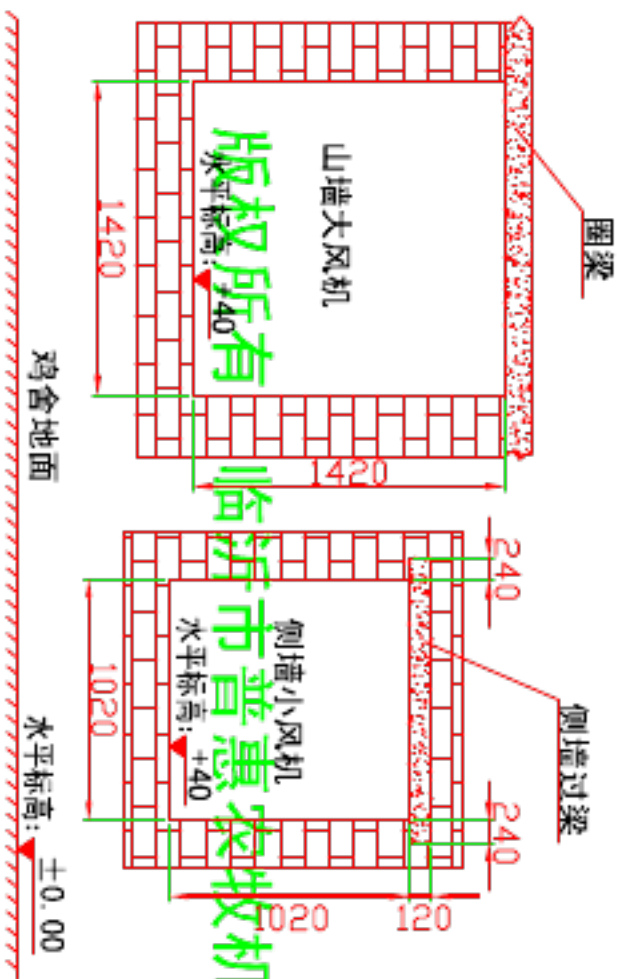 圈梁
山墙大风机
水平标高: +40
1420
1420
240
侧墙过梁
240
侧墙小风机
水平标高: +40
1020
1020
120
版权所有 临沂市普惠农牧机
鸡舍地面
水平标高: ±0.00